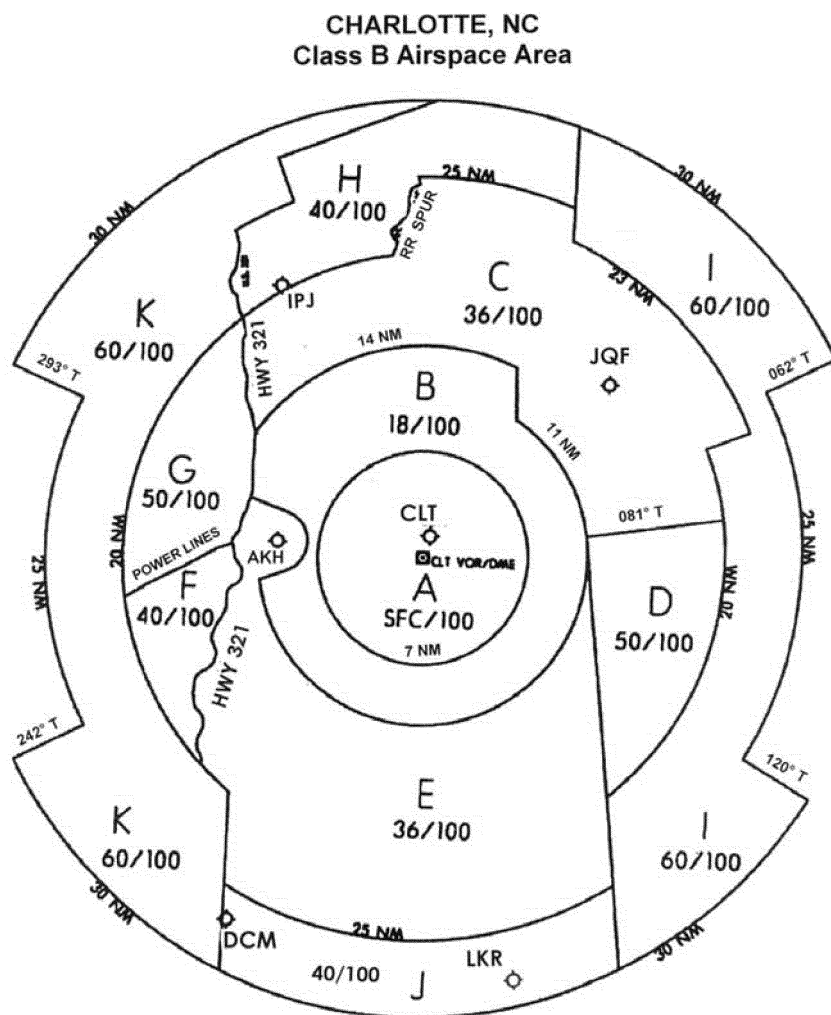 CHARLOTTE, NC
Class B Airspace Area
30 NM
H
40/100
25 NM
RR SPUR
30 NM
I
60/100
C
36/100
23 NM
K
60/100
IPJ
293° T
HWY 321
14 NM
JQF
062° T
B
18/100
11 NM
G
50/100
20 NM
POWER LINES
AKH
CLT
CLT VOR/DME
081° T
25 NM
25 NM
A
SFC/100
7 NM
F
40/100
HWY 321
D
50/100
20 NM
242° T
120° T
E
36/100
K
60/100
30 NM
I
60/100
30 NM
DCM
25 NM
40/100
J
LKR